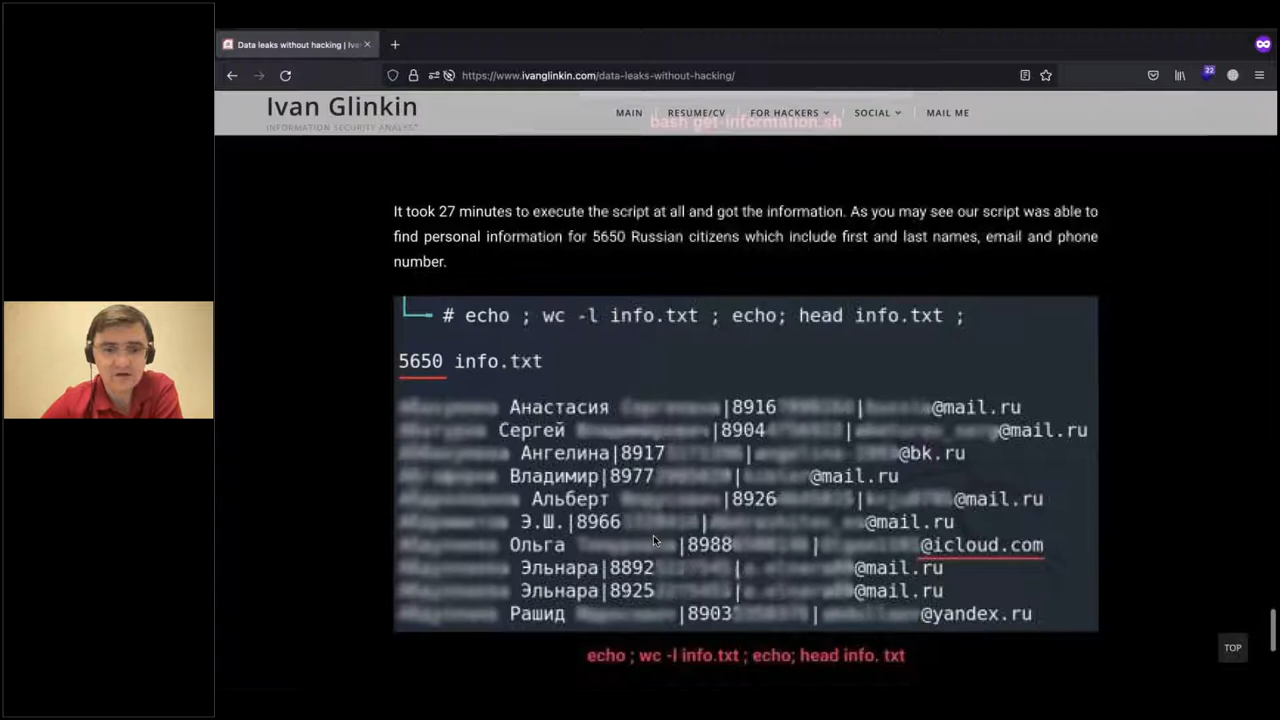 Data leaks without hacking | Iva
https://www.ivanglinkin.com/data-leaks-without-hacking/
22
Ivan Glinkin
INFORMATION SECURITY ANALYST
MAIN
RESUME/CV
FOR HACKERS
SOCIAL
MAIL ME
bash get-information.sh
It took 27 minutes to execute the script at all and got the information. As you may see our script was able to
find personal information for 5650 Russian citizens which include first and last names, email and phone
number.
# echo ; wc -l info.txt ; echo; head info.txt ;
5650 info.txt
Анастасия |8916 | @mail.ru
Сергей |8904 | @mail.ru
Ангелина|8917 | @bk.ru
Владимир|8977 | @mail.ru
Альберт |8926 | @mail.ru
Э.Ш.|8966 | @mail.ru
Ольга |8988 | @icloud.com
Эльнара|8892 | @mail.ru
Эльнара|8925 | @mail.ru
Рашид |8903 | @yandex.ru
echo ; wc -l info.txt ; echo; head info. txt
TOP